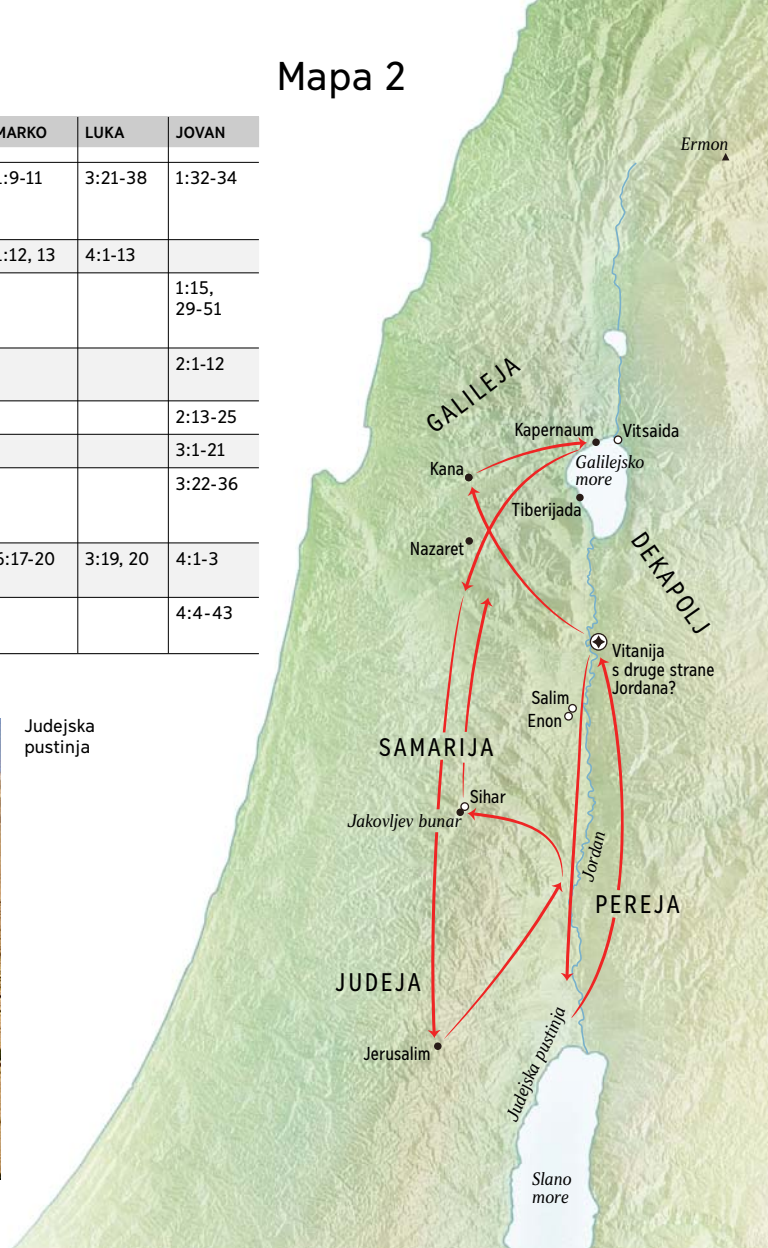 Mapa 2
MARKO LUKA JOVAN
1:9-11 3:21-38 1:32-34
1:12, 13 4:1-13
1:15,
29-51
2:1-12
2:13-25
3:1-21
3:22-36
6:17-20 3:19, 20 4:1-3
4:4-43
Judejska
pustinja
Ermon
GALILEJA
Kapernaum
Vitsaida
Kana
Galilejsko
more
Tiberijada
Nazaret
DEKAPOLJ
Vitanija
s druge strane
Jordana?
Salim
Enon
SAMARIJA
Sihar
Jakovljev bunar
Jordan
PEREJA
JUDEJA
Jerusalim
Judejska pustinja
Slano
more